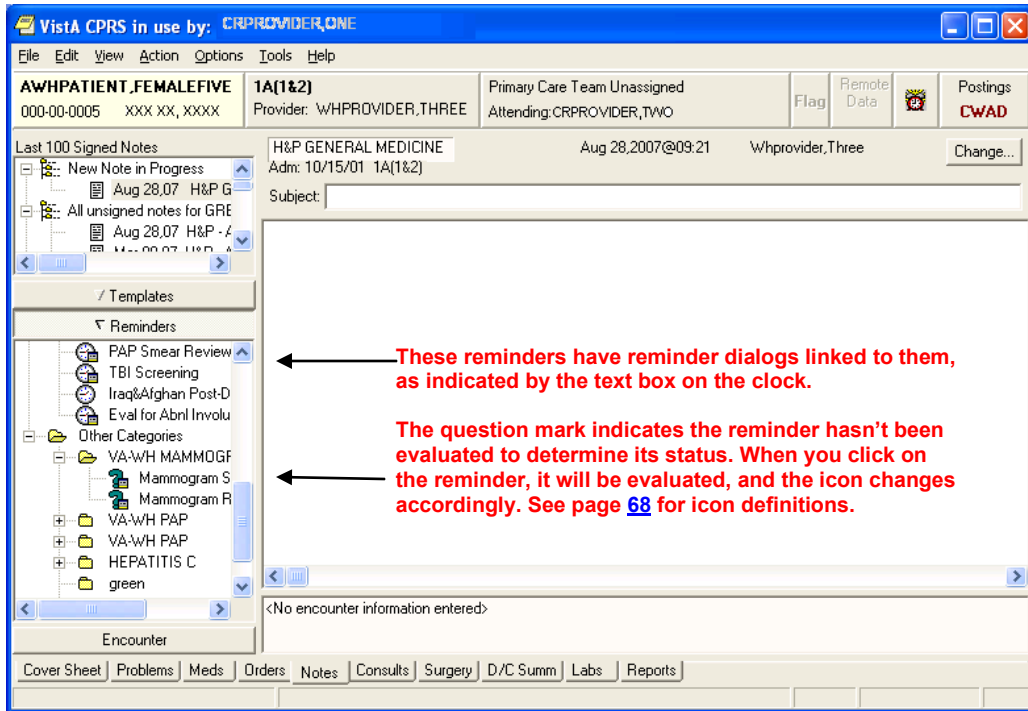 VistA CPRS in use by: CRPROVIDER,ONE
File Edit View Action Options Tools Help
AWHPATIENT,FEMALEFIVE
000-00-0005 XXX XX, XXXX
1A(1&2)
Provider: WHPROVIDER,THREE
Primary Care Team Unassigned
Attending:CRPROVIDER,TWO
Flag
Remote
Data
Postings
CWAD
Last 100 Signed Notes
New Note in Progress
Aug 28,07 H&P G
All unsigned notes for GRE
Aug 28,07 H&P - A
H&P GENERAL MEDICINE Aug 28,2007@09:21 Whprovider,Three
Adm: 10/15/01 1A(1&2)
Change...
Subject:
Templates
Reminders
PAP Smear Review
TBI Screening
Iraq&Afghan Post-D
Eval for Abnl Involu
Other Categories
VA-WH MAMMOGR
Mammogram S
Mammogram R
VA-WH PAP
VA-WH PAP
HEPATITIS C
green
These reminders have reminder dialogs linked to them,
as indicated by the text box on the clock.
The question mark indicates the reminder hasn’t been
evaluated to determine its status. When you click on
the reminder, it will be evaluated, and the icon changes
accordingly. See page 68 for icon definitions.
<No encounter information entered>
Encounter
Cover Sheet Problems Meds Orders Notes Consults Surgery D/C Summ Labs Reports